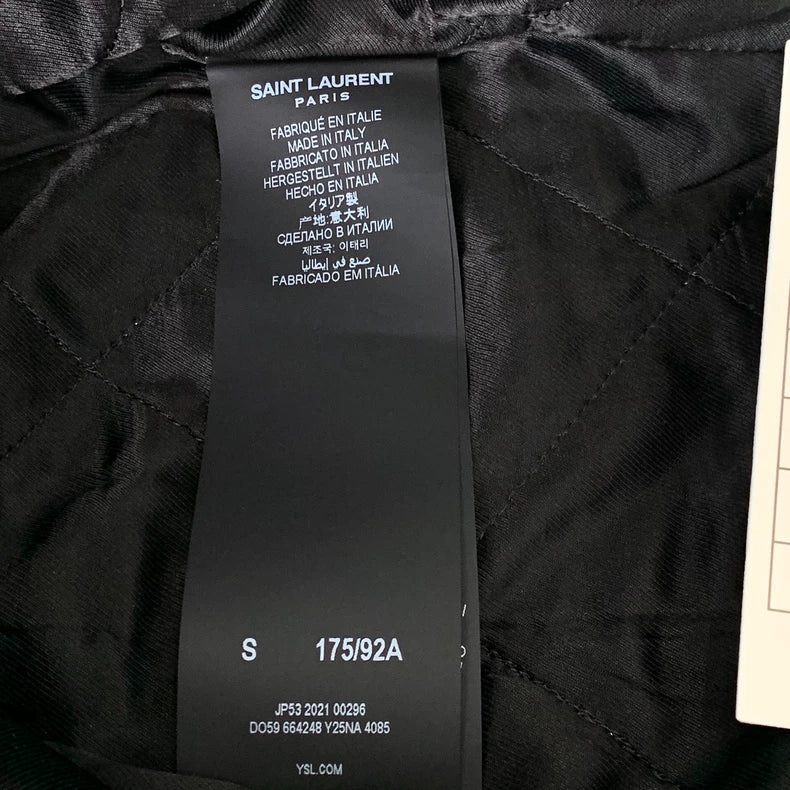 SAINT LAURENT
PARIS
FABRIQUÉ EN ITALIE
MADE IN ITALY
FABBRICATO IN ITALIA
HERGESTELLT IN ITALIEN
HECHO EN ITALIA
イタリア製
产地:意大利
СДЕЛАНО В ИТАЛИИ
제조국: 이태리
صنع في إيطاليا
FABRICADO EM ITÁLIA
S 175/92A
JP53 2021 00296
DO59 664248 Y25NA 4085
YSL.COM